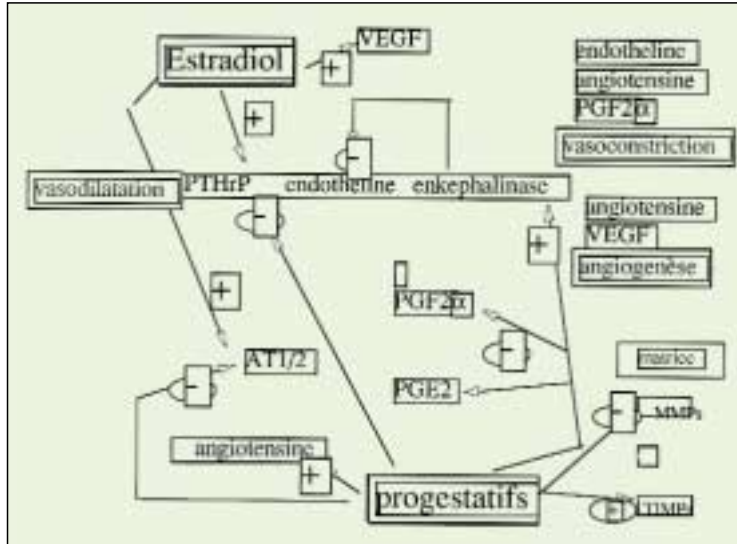 VEGF
Estradiol
+
endotheline
angiotensine
PGF2α
vasoconstriction
+
-
vasodilatation PTHrP endotheline enkephalinase
-
angiotensine
VEGF
angiogenèse
+
+
PGF2α
-
matrice
AT1/2
-
PGE2
-
MMPs
angiotensine
+
progestatifs
+
TIMPs